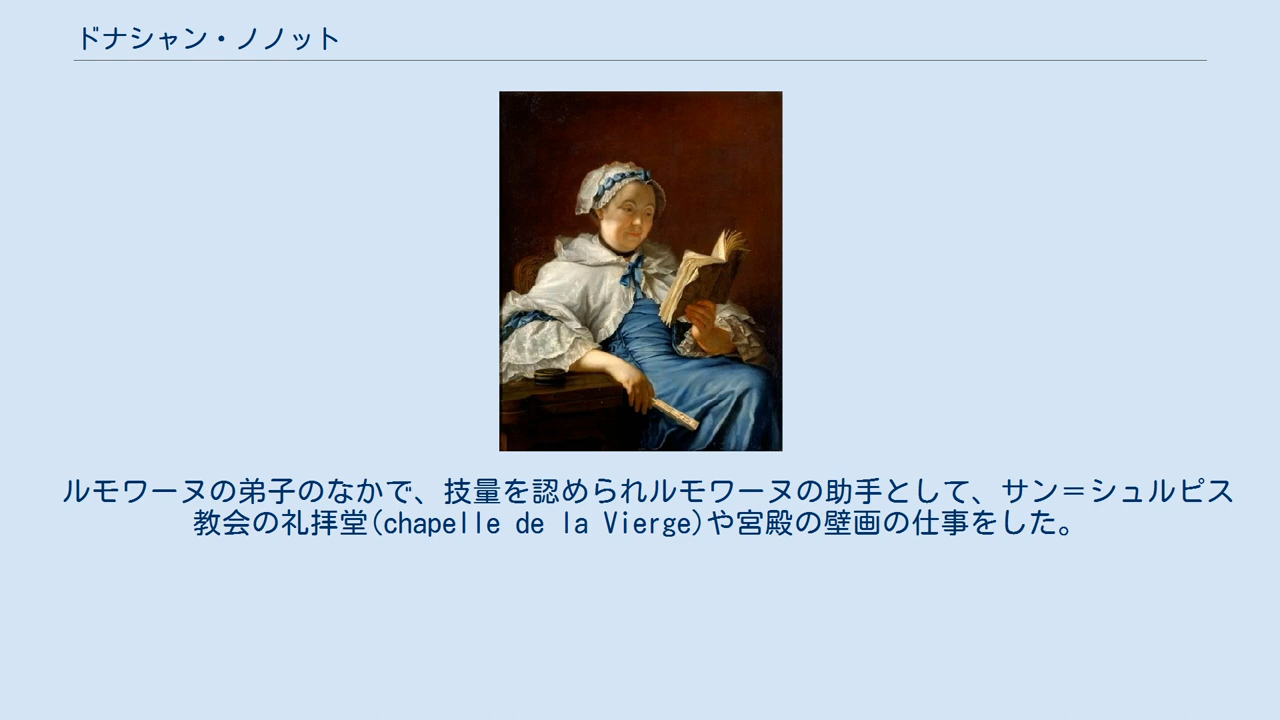 ドナシャン・ノノット
ルモワーヌの弟子のなかで、技量を認められルモワーヌの助手として、サン＝シュルピス
教会の礼拝堂(chapelle de la Vierge)や宮殿の壁画の仕事をした。